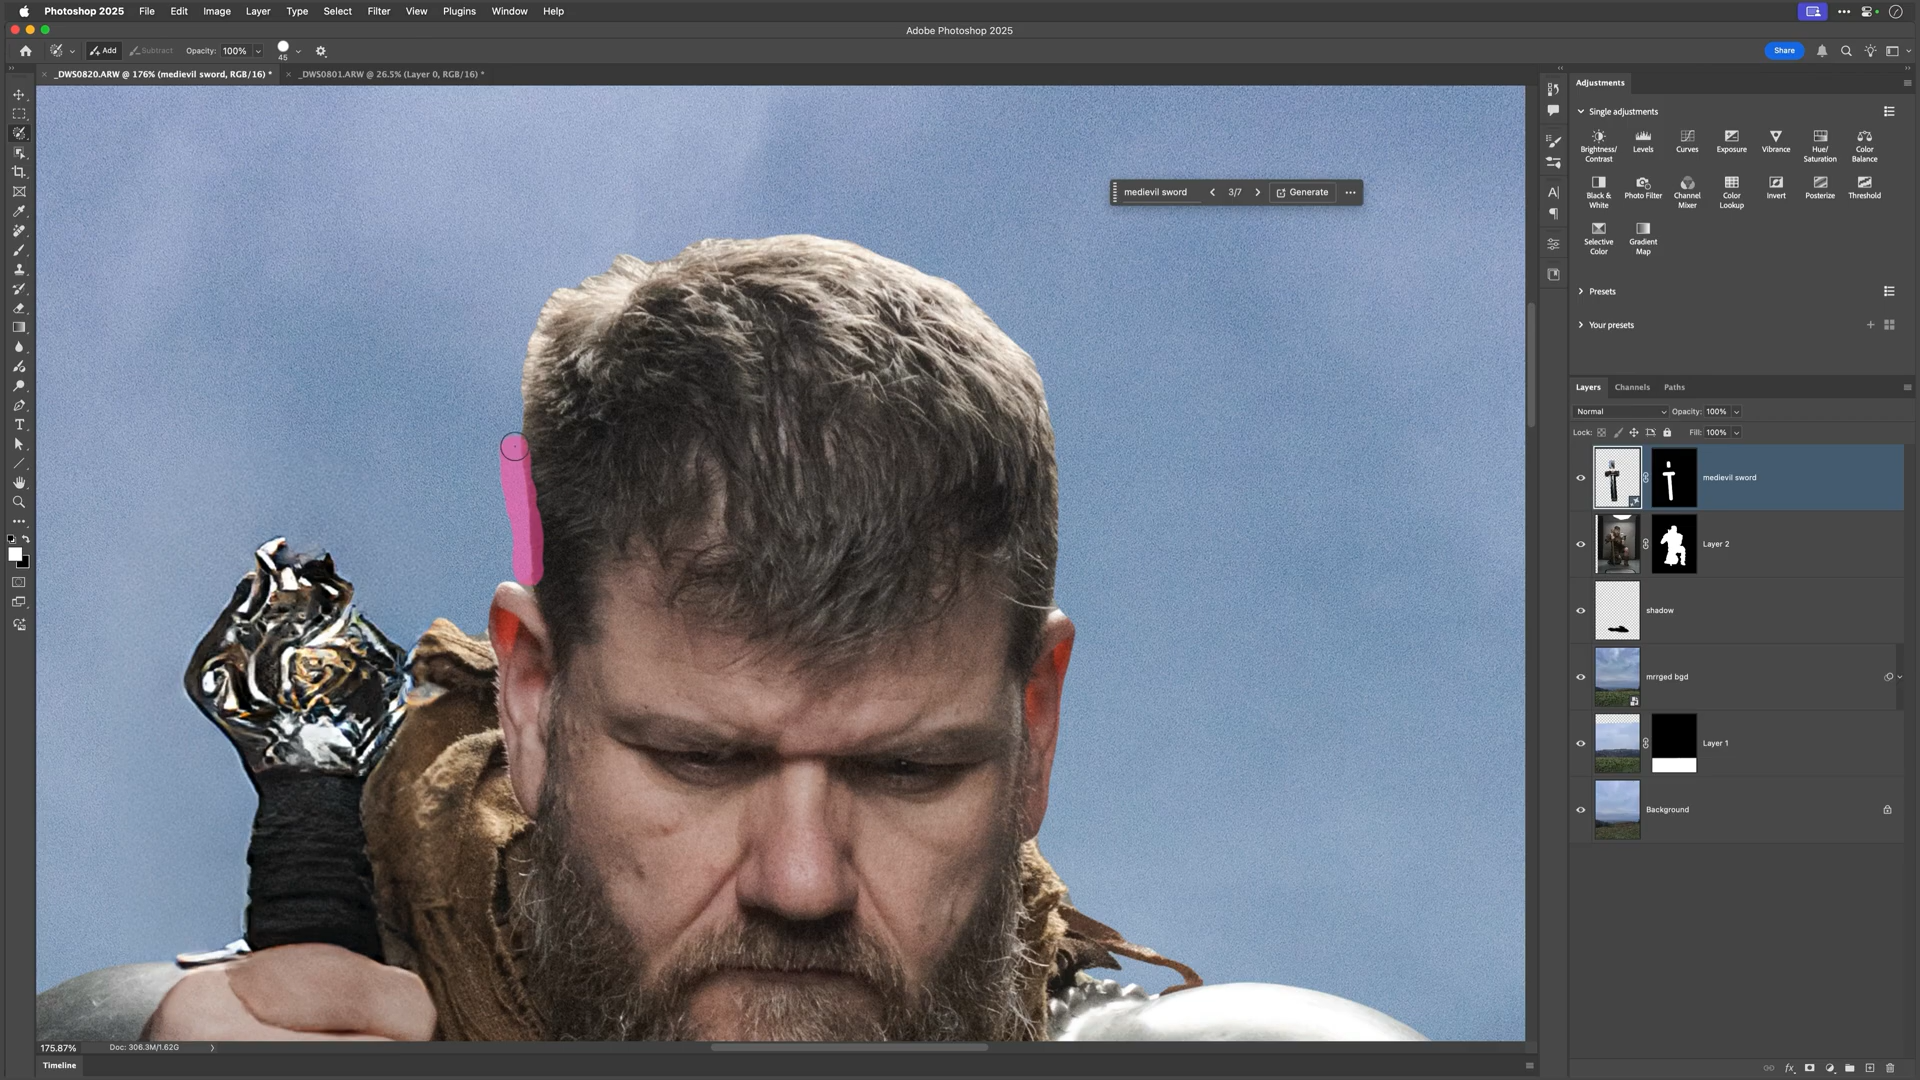 Photoshop 2025 File Edit Image Layer Type Select Filter View Plugins Window Help
Adobe Photoshop 2025
Add Subtract Opacity: 100% 45 Share
_DWS0820.ARW @ 176% (medievil sword, RGB/16) * _DWS0801.ARW @ 26.5% (Layer 0, RGB/16) *
medievil sword 3/7 Generate
Adjustments
Single adjustments
Brightness/
Contrast
Levels
Curves
Exposure
Vibrance
Hue/
Saturation
Color
Balance
Black &
White
Photo Filter
Channel
Mixer
Color
Lookup
Invert
Posterize
Threshold
Selective
Color
Gradient
Map
Presets
Your presets
Layers Channels Paths
Normal Opacity: 100%
Lock: Fill: 100%
medievil sword
Layer 2
shadow
mrrged bgd
Layer 1
Background
175.87% Doc: 306.3M/1.62G
Timeline
fx